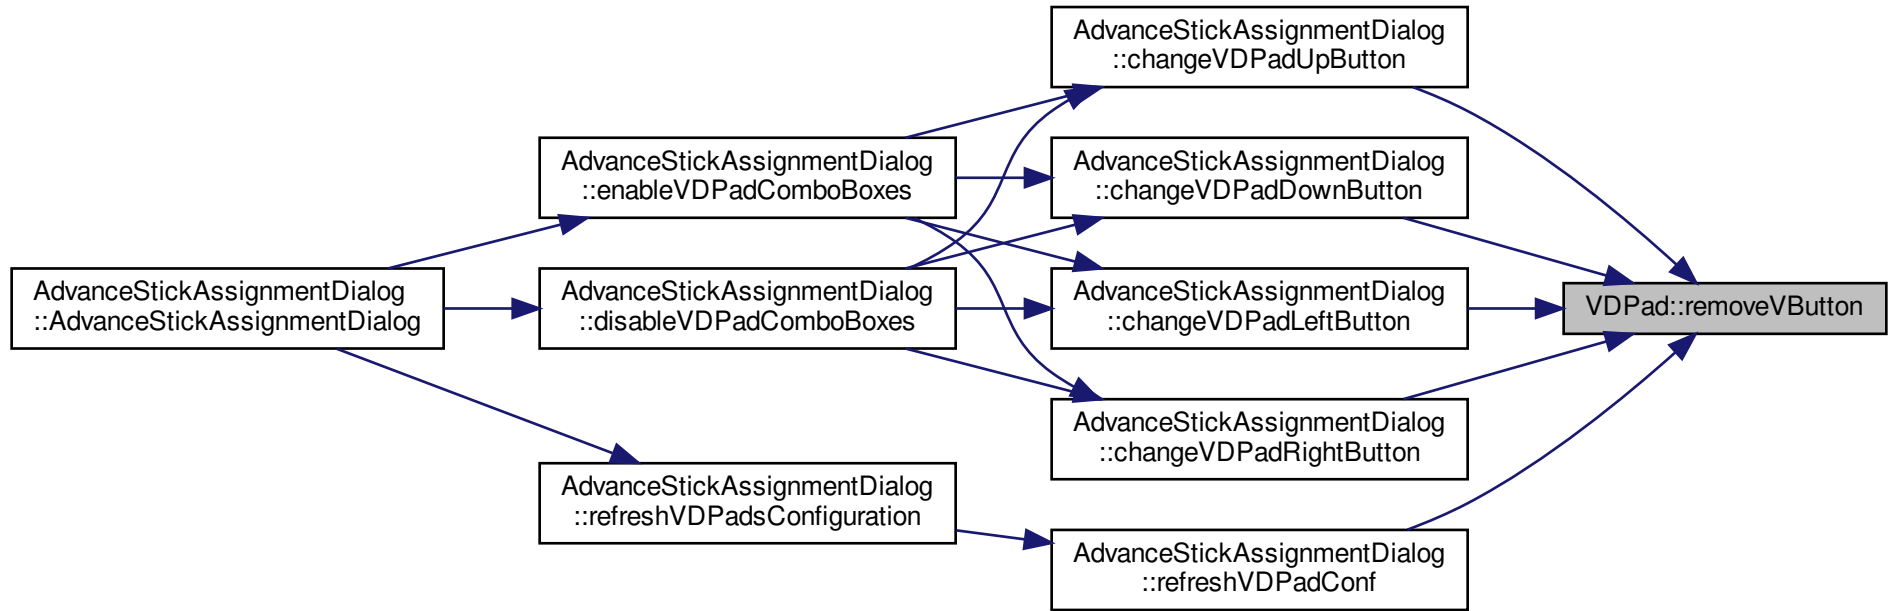 AdvanceStickAssignmentDialog
::AdvanceStickAssignmentDialog
AdvanceStickAssignmentDialog
::enableVDPadComboBoxes
AdvanceStickAssignmentDialog
::disableVDPadComboBoxes
AdvanceStickAssignmentDialog
::refreshVDPadsConfiguration
AdvanceStickAssignmentDialog
::changeVDPadUpButton
AdvanceStickAssignmentDialog
::changeVDPadDownButton
AdvanceStickAssignmentDialog
::changeVDPadLeftButton
AdvanceStickAssignmentDialog
::changeVDPadRightButton
AdvanceStickAssignmentDialog
::refreshVDPadConf
VDPad::removeVButton